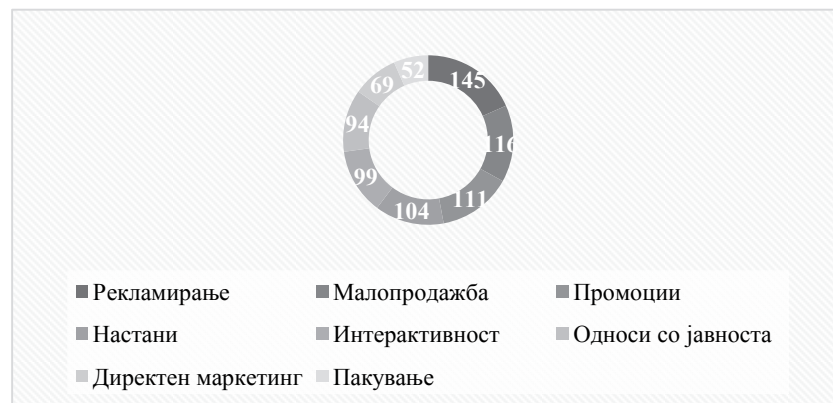 145
116
111
104
99
94
69
52
Рекламирање Малопродажба Промоции
Настани Интерактивност Односи со јавноста
Директен маркетинг Пакување